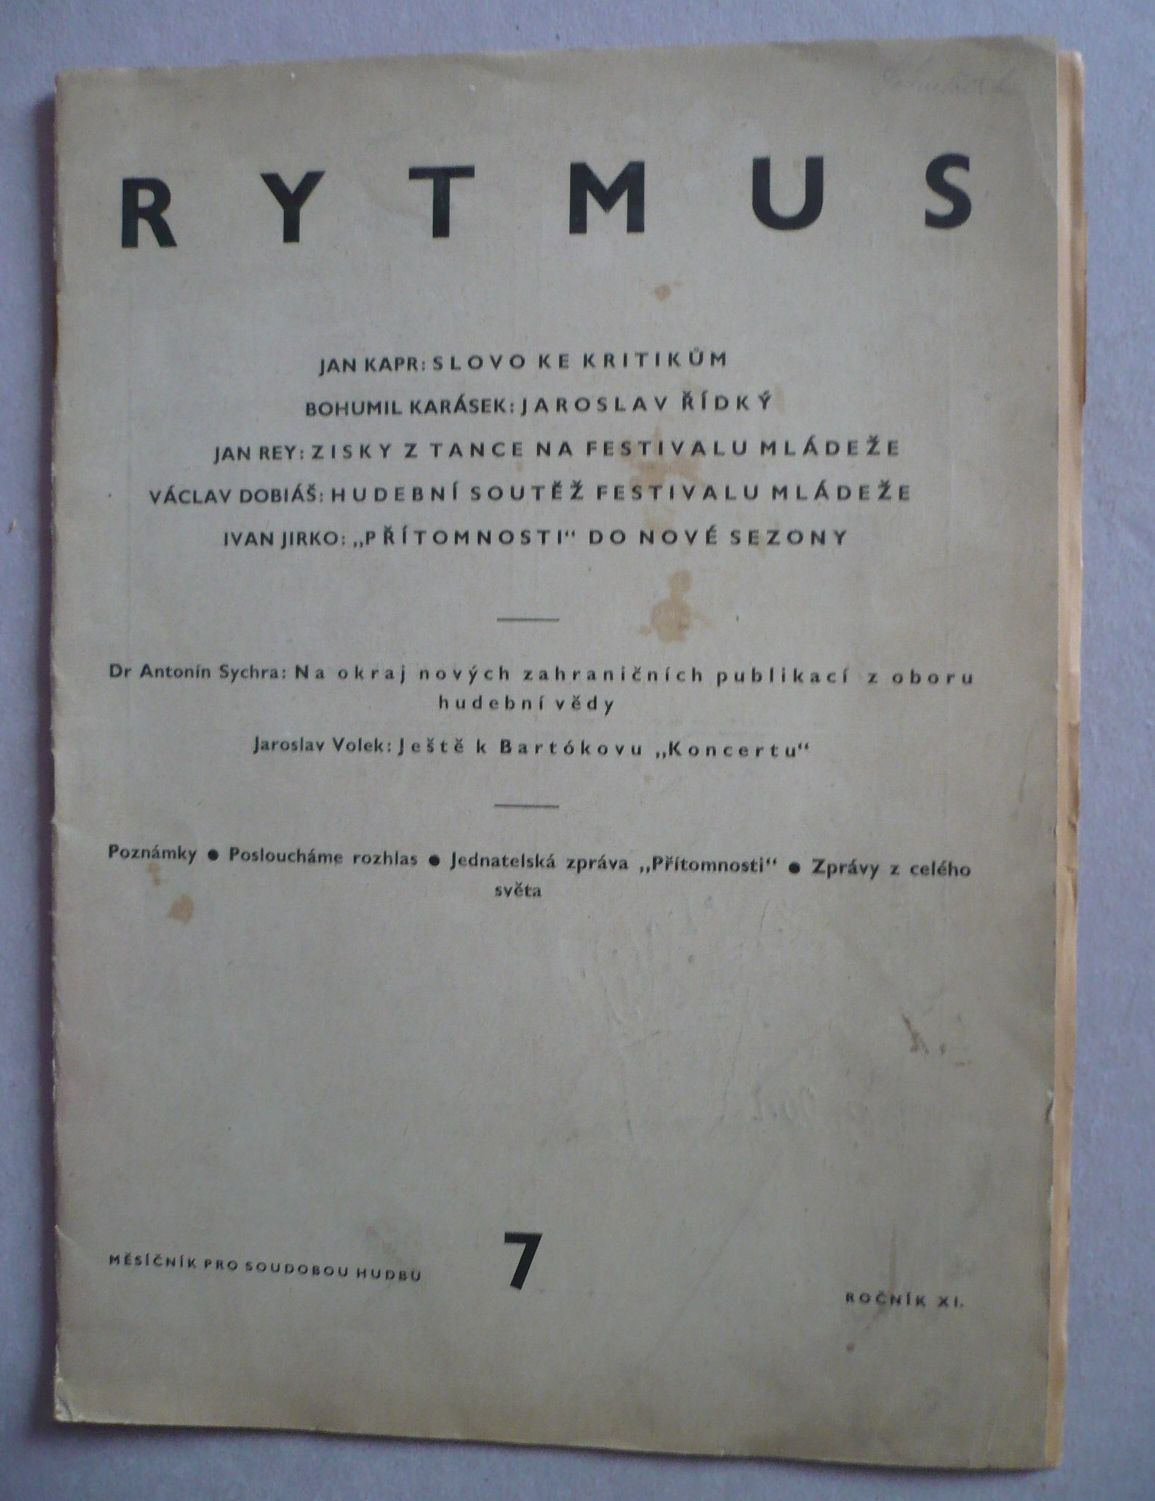 RYTMUS
JAN KAPR: SLOVO KE KRITIKŮM
BOHUMIL KARÁSEK: JAROSLAV ŘÍDKÝ
JAN REY: ZISKY Z TANCE NA FESTIVALU MLÁDEŽE
VÁCLAV DOBIÁŠ: HUDEBNÍ SOUTĚŽ FESTIVALU MLÁDEŽE
IVAN JIRKO: „PŘÍTOMNOSTI“ DO NOVÉ SEZONY
Dr Antonín Sychra: Na okraj nových zahraničních publikací z oboru
hudební vědy
Jaroslav Volek: Ještě k Bartókovu „Koncertu“
Poznámky ● Posloucháme rozhlas ● Jednatelská zpráva „Přítomnosti“ ● Zprávy z celého
světa
MĚSÍČNÍK PRO SOUDOBOU HUDBU
7
ROČNÍK XI.